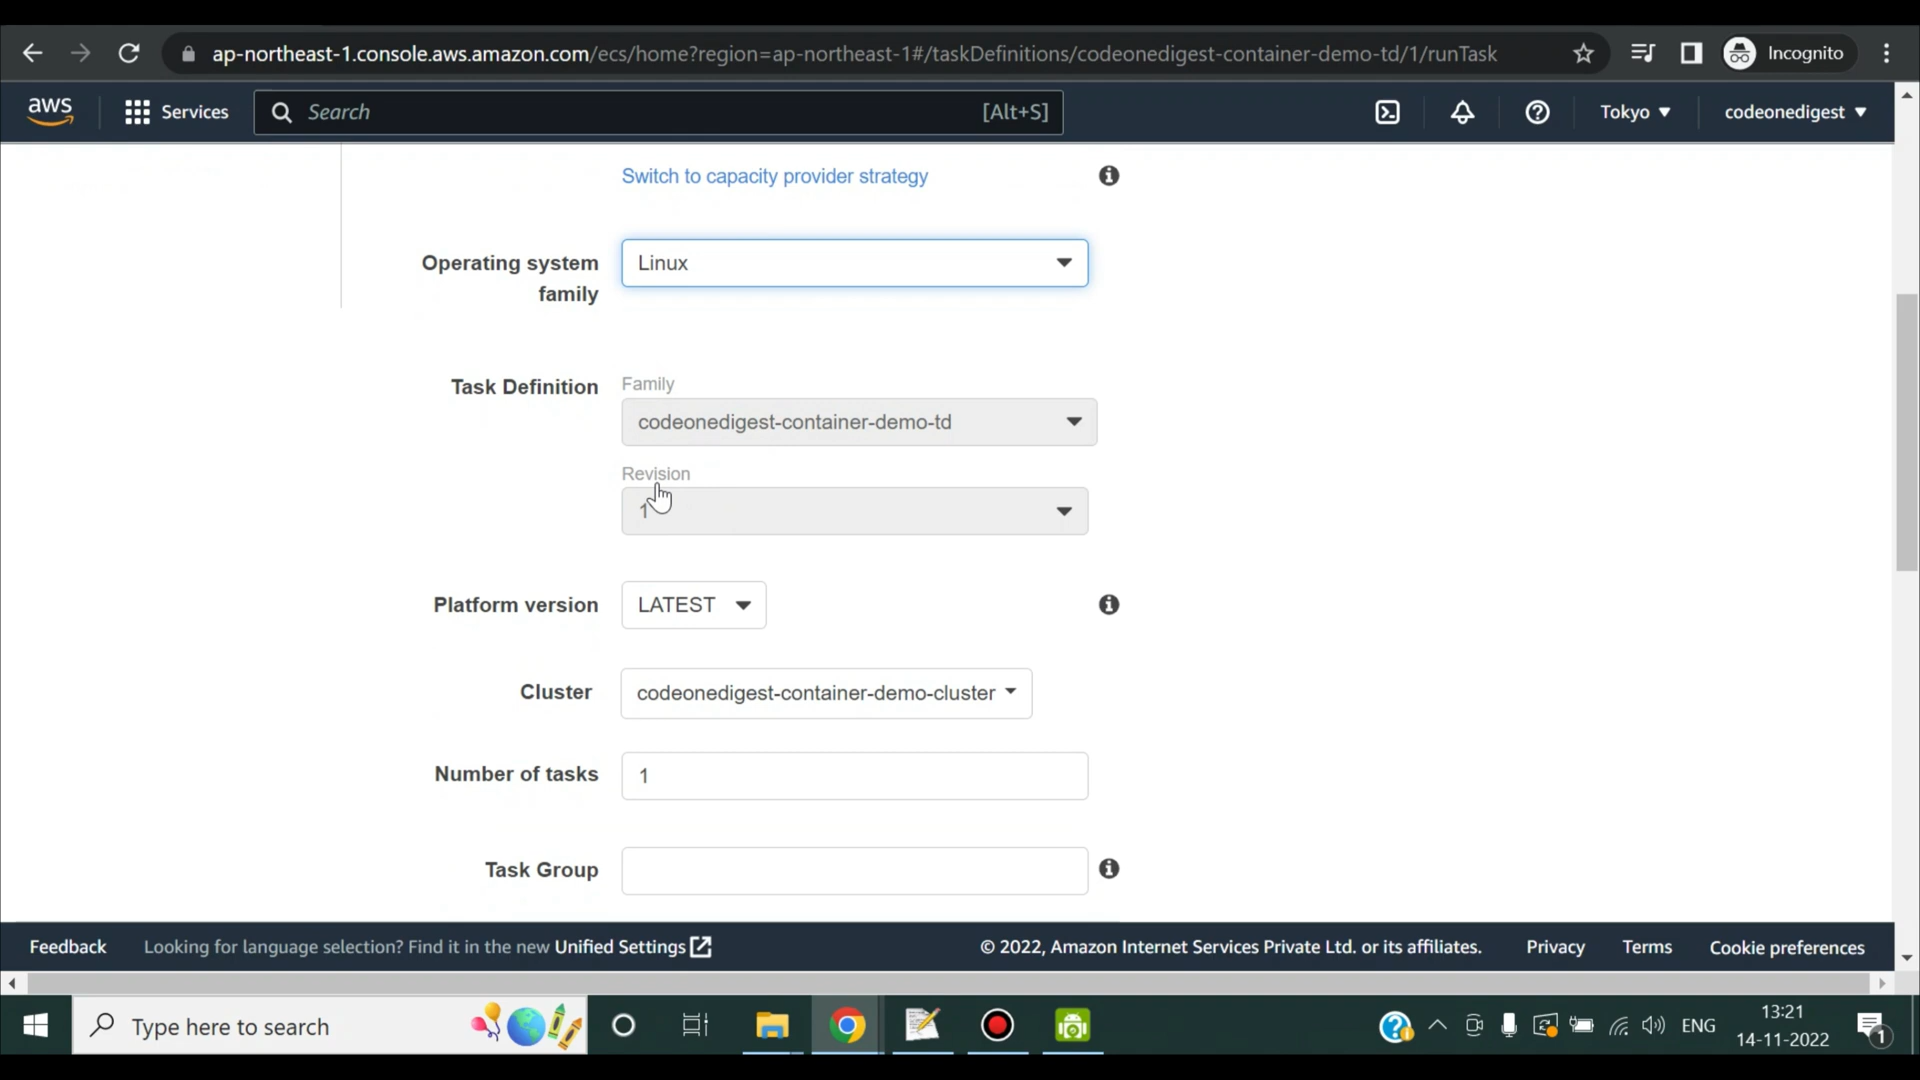 ap-northeast-1.console.aws.amazon.com/ecs/home?region=ap-northeast-1#/taskDefinitions/codeonedigest-container-demo-td/1/runTask
Incognito
aws
Services
Search
[Alt+S]
Tokyo
codeonedigest
Switch to capacity provider strategy
Operating system family
Linux
Task Definition
Family
codeonedigest-container-demo-td
Revision
1
Platform version
LATEST
Cluster
codeonedigest-container-demo-cluster
Number of tasks
1
Task Group
Feedback
Looking for language selection? Find it in the new Unified Settings
© 2022, Amazon Internet Services Private Ltd. or its affiliates.
Privacy
Terms
Cookie preferences
Type here to search
ENG
13:21
14-11-2022
1